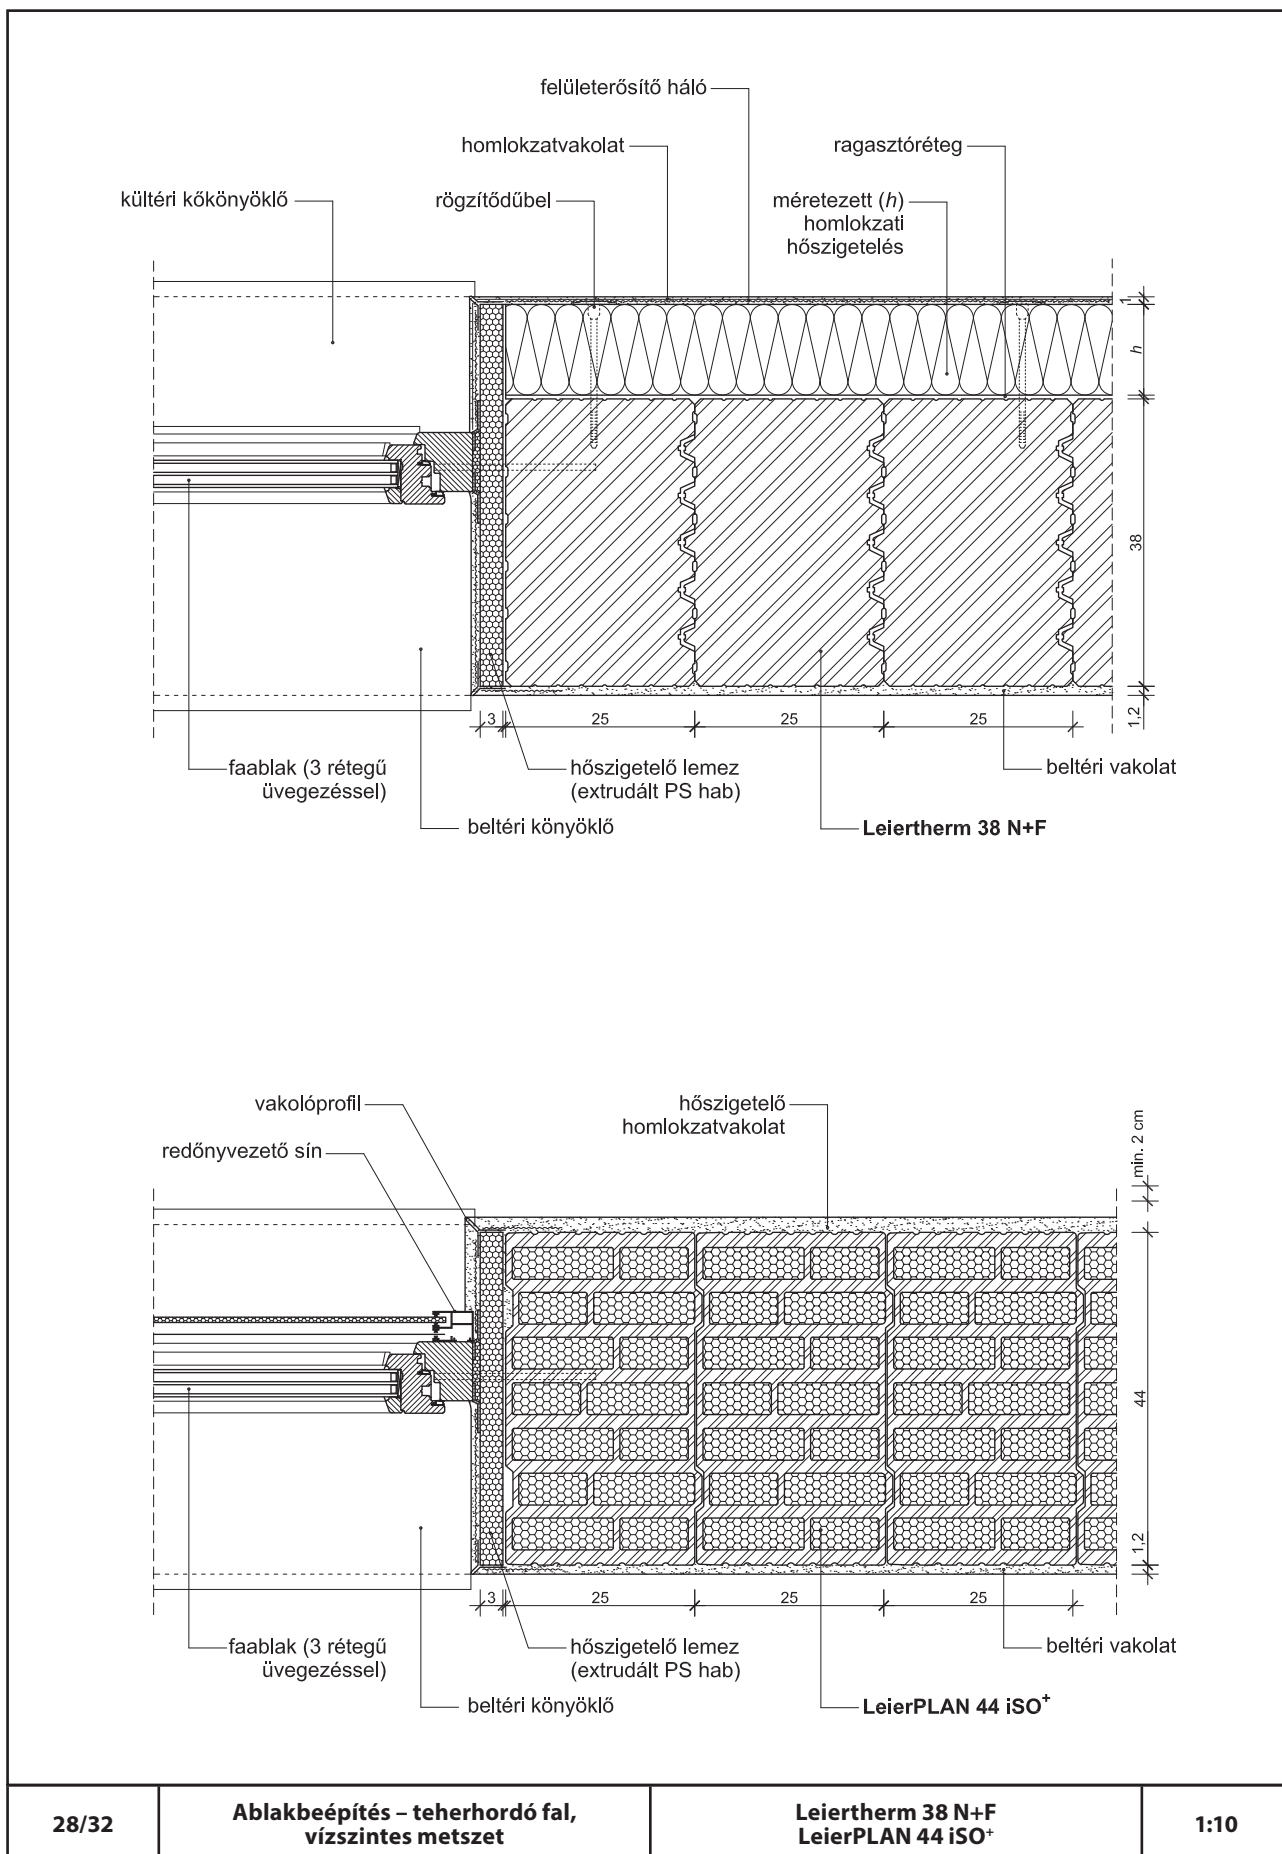 felületerősítő háló
homlokzatvakolat
ragasztóréteg
kültéri kőkönyöklő
rögzítődűbel
méretezett (h)
homlokzati
hőszigetelés
1
h
38
1,2
3
25
25
25
faablak (3 rétegű
üvegezéssel)
hőszigetelő lemez
(extrudált PS hab)
beltéri vakolat
beltéri könyöklő
Leiertherm 38 N+F
vakolóprofil
hőszigetelő
homlokzatvakolat
redőnyvezető sín
min. 2 cm
44
1,2
3
25
25
25
faablak (3 rétegű
üvegezéssel)
hőszigetelő lemez
(extrudált PS hab)
beltéri vakolat
beltéri könyöklő
LeierPLAN 44 iSO⁺
28/32
Ablakbeépítés – teherhordó fal,
vízszintes metszet
Leiertherm 38 N+F
LeierPLAN 44 iSO⁺
1:10